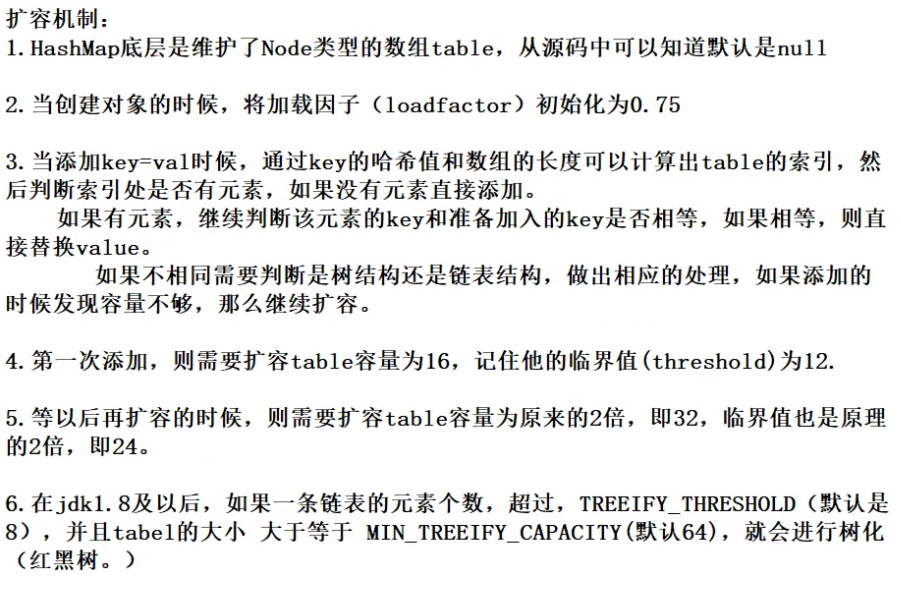 扩容机制：
1.HashMap底层是维护了Node类型的数组table，从源码中可以知道默认是null
2.当创建对象的时候，将加载因子（loadfactor）初始化为0.75
3.当添加key=val时候，通过key的哈希值和数组的长度可以计算出table的索引，然
后判断索引处是否有元素，如果没有元素直接添加。
如果有元素，继续判断该元素的key和准备加入的key是否相等，如果相等，则直
接替换value。
如果不相同需要判断是树结构还是链表结构，做出相应的处理，如果添加的
时候发现容量不够，那么继续扩容。
4.第一次添加，则需要扩容table容量为16，记住他的临界值(threshold)为12.
5.等以后再扩容的时候，则需要扩容table容量为原来的2倍，即32，临界值也是原理
的2倍，即24。
6.在jdk1.8及以后，如果一条链表的元素个数，超过，TREEIFY_THRESHOLD（默认是
8），并且tabel的大小 大于等于 MIN_TREEIFY_CAPACITY(默认64)，就会进行树化
（红黑树。）